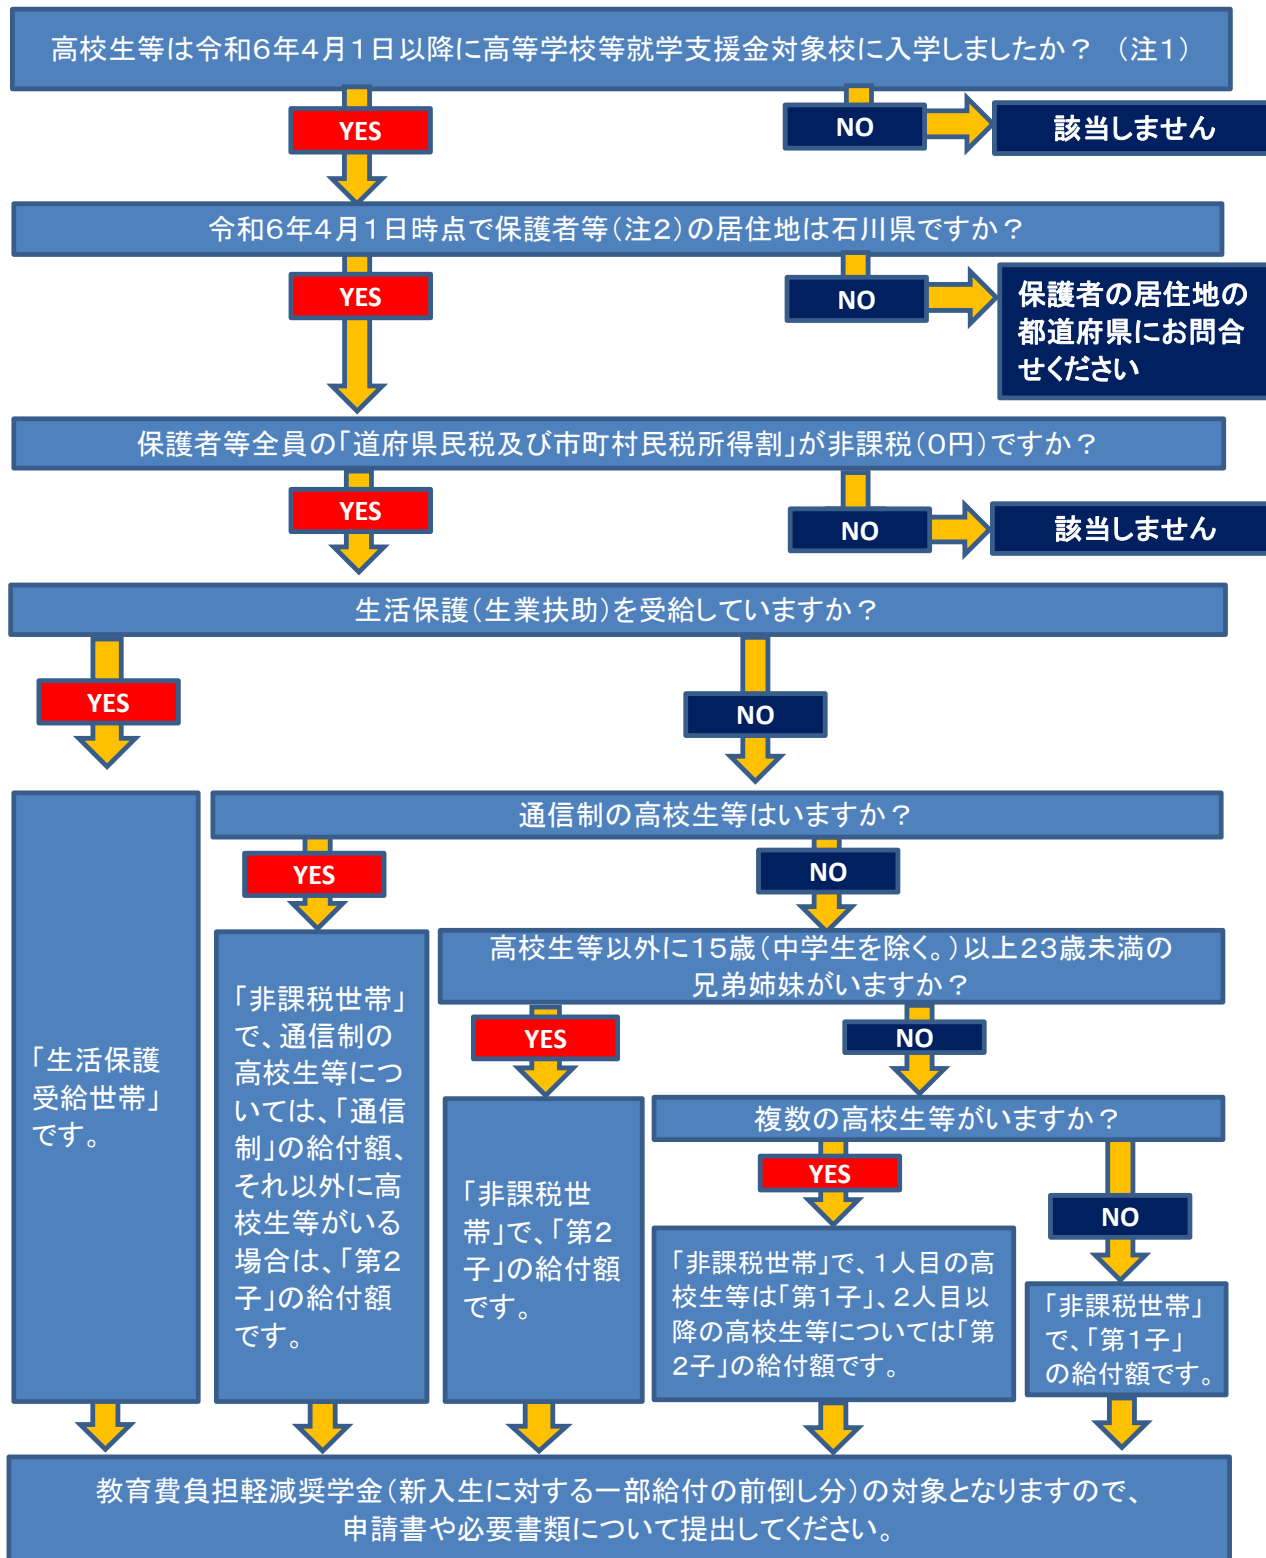 高校生等は令和６年４月１日以降に高等学校等就学支援金対象校に入学しましたか？　（注１）
YES
NO
該当しません
令和６年４月１日時点で保護者等（注２）の居住地は石川県ですか？
YES
NO
保護者の居住地の
都道府県にお問合
せください
保護者等全員の「道府県民税及び市町村民税所得割」が非課税（０円）ですか？
YES
NO
該当しません
生活保護（生業扶助）を受給していますか？
YES
NO
通信制の高校生等はいますか？
YES
NO
高校生等以外に１５歳（中学生を除く。）以上２３歳未満の
兄弟姉妹がいますか？
YES
NO
複数の高校生等がいますか？
YES
NO
「生活保護
受給世帯」
です。
「非課税世帯」
で、通信制の
高校生等につ
いては、「通信
制」の給付額、
それ以外に高
校生等がいる
場合は、「第２
子」の給付額
です。
「非課税世
帯」で、「第２
子」の給付額
です。
「非課税世帯」で、１人目の高
校生等は「第１子」、２人目以
降の高校生等については「第
２子」の給付額です。
「非課税世帯」
で、「第１子」
の給付額です。
教育費負担軽減奨学金（新入生に対する一部給付の前倒し分）の対象となりますので、
申請書や必要書類について提出してください。